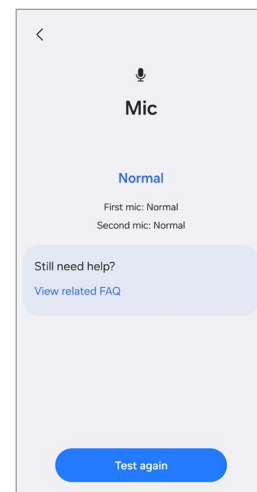 Mic
Normal
First mic: Normal
Second mic: Normal
Still need help?
View related FAQ
Test again